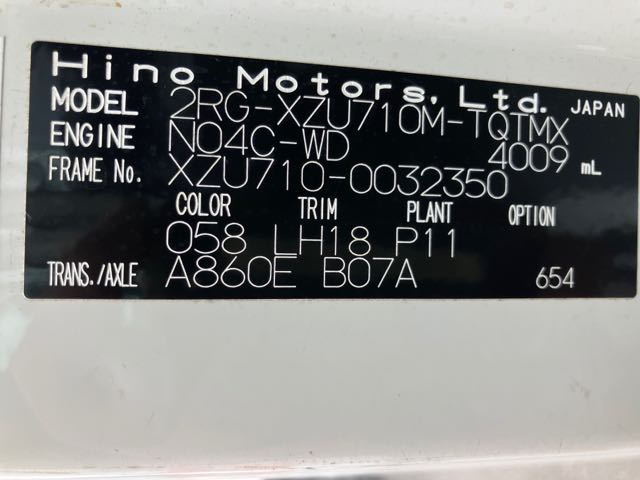 Hino Motors, Ltd. JAPAN
MODEL 2RG-XZU710M-TQTMX
ENGINE N04C-WD 4009 mL
FRAME No. XZU710-0032350
COLOR TRIM PLANT OPTION
058 LH18 P11
TRANS./AXLE A860E B07A 654